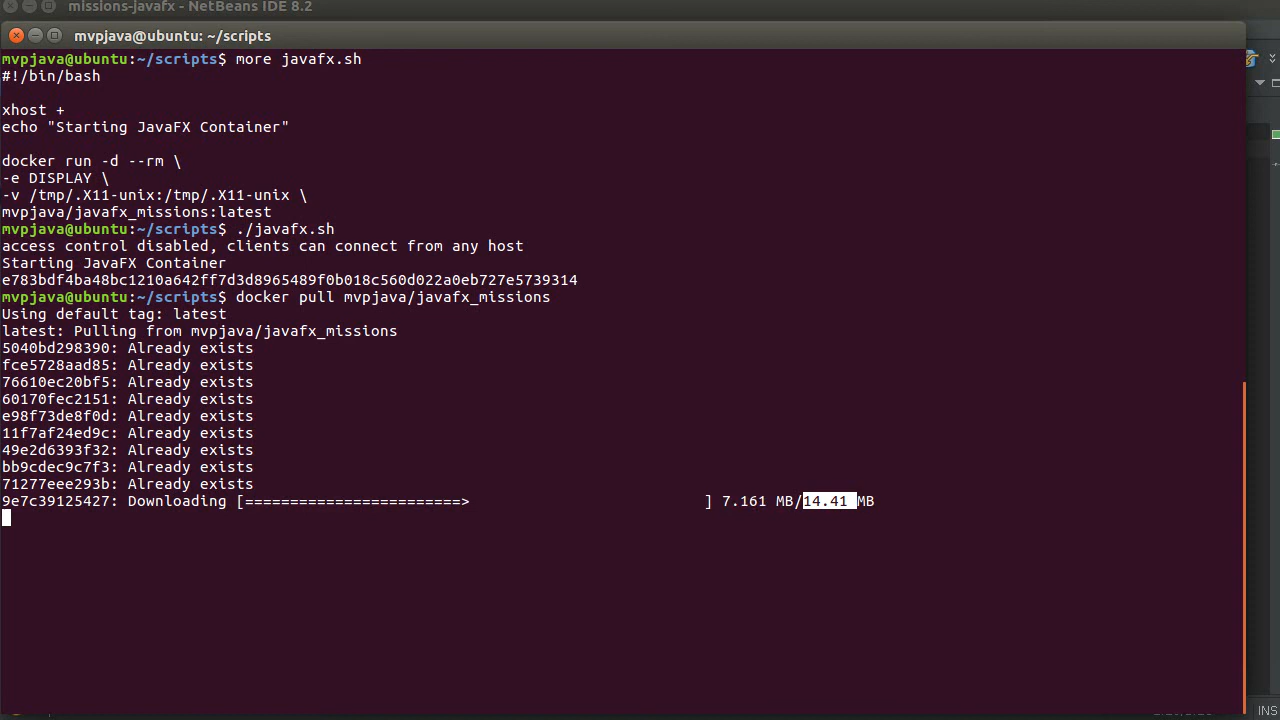 missions-javafx - NetBeans IDE 8.2
mvpjava@ubuntu: ~/scripts
mvpjava@ubuntu:~/scripts$ more javafx.sh
#!/bin/bash
xhost +
echo "Starting JavaFX Container"
docker run -d --rm \
-e DISPLAY \
-v /tmp/.X11-unix:/tmp/.X11-unix \
mvpjava/javafx_missions:latest
mvpjava@ubuntu:~/scripts$ ./javafx.sh
access control disabled, clients can connect from any host
Starting JavaFX Container
e783bdf4ba48bc1210a642ff7d3d8965489f0b018c560d022a0eb727e5739314
mvpjava@ubuntu:~/scripts$ docker pull mvpjava/javafx_missions
Using default tag: latest
latest: Pulling from mvpjava/javafx_missions
5040bd298390: Already exists
fce5728aad85: Already exists
76610ec20bf5: Already exists
60170fec2151: Already exists
e98f73de8f0d: Already exists
11f7af24ed9c: Already exists
49e2d6393f32: Already exists
bb9cdec9c7f3: Already exists
71277eee293b: Already exists
9e7c39125427: Downloading [========================>                          ] 7.161 MB/14.41 MB
INS